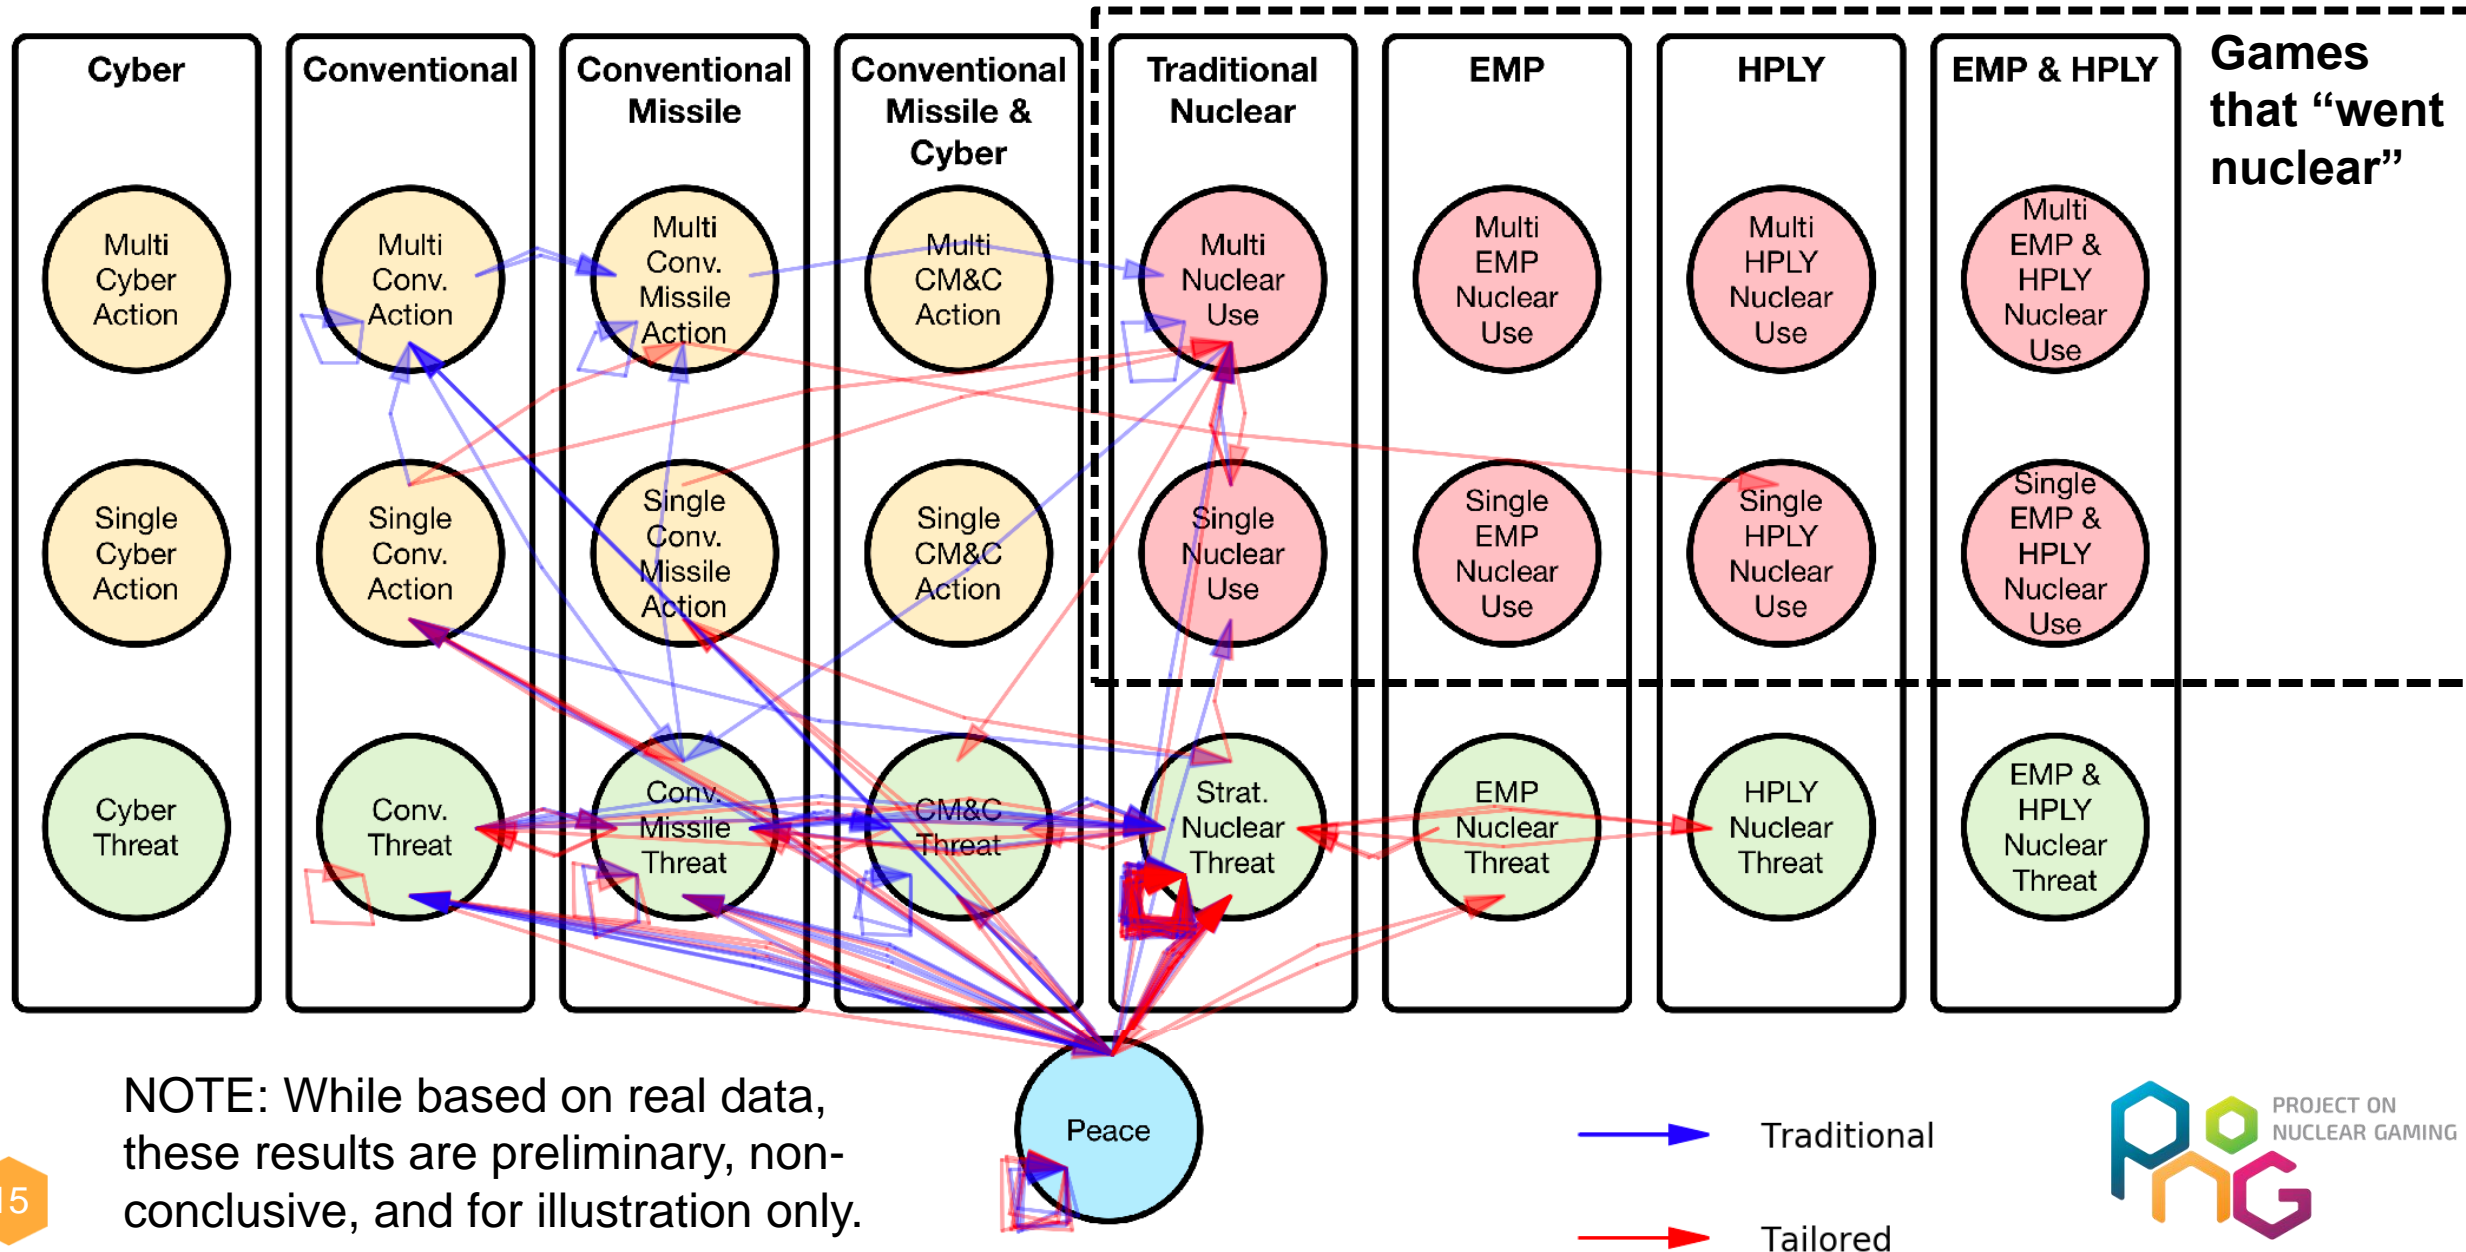 Cyber
Conventional
Conventional
Missile
Conventional
Missile &
Cyber
Traditional
Nuclear
EMP
HPLY
EMP & HPLY
Games
that “went
nuclear”
Multi
Cyber
Action
Multi
Conv.
Action
Multi
Conv.
Missile
Action
Multi
CM&C
Action
Multi
Nuclear
Use
Multi
EMP
Nuclear
Use
Multi
HPLY
Nuclear
Use
Multi
EMP &
HPLY
Nuclear
Use
Single
Cyber
Action
Single
Conv.
Action
Single
Conv.
Missile
Action
Single
CM&C
Action
Single
Nuclear
Use
Single
EMP
Nuclear
Use
Single
HPLY
Nuclear
Use
Single
EMP &
HPLY
Nuclear
Use
Cyber
Threat
Conv.
Threat
Conv.
Missile
Threat
CM&C
Threat
Strat.
Nuclear
Threat
EMP
Nuclear
Threat
HPLY
Nuclear
Threat
EMP &
HPLY
Nuclear
Threat
Peace
NOTE: While based on real data,
these results are preliminary, non-
conclusive, and for illustration only.
15
Traditional
Tailored
PoNG
PROJECT ON
NUCLEAR GAMING